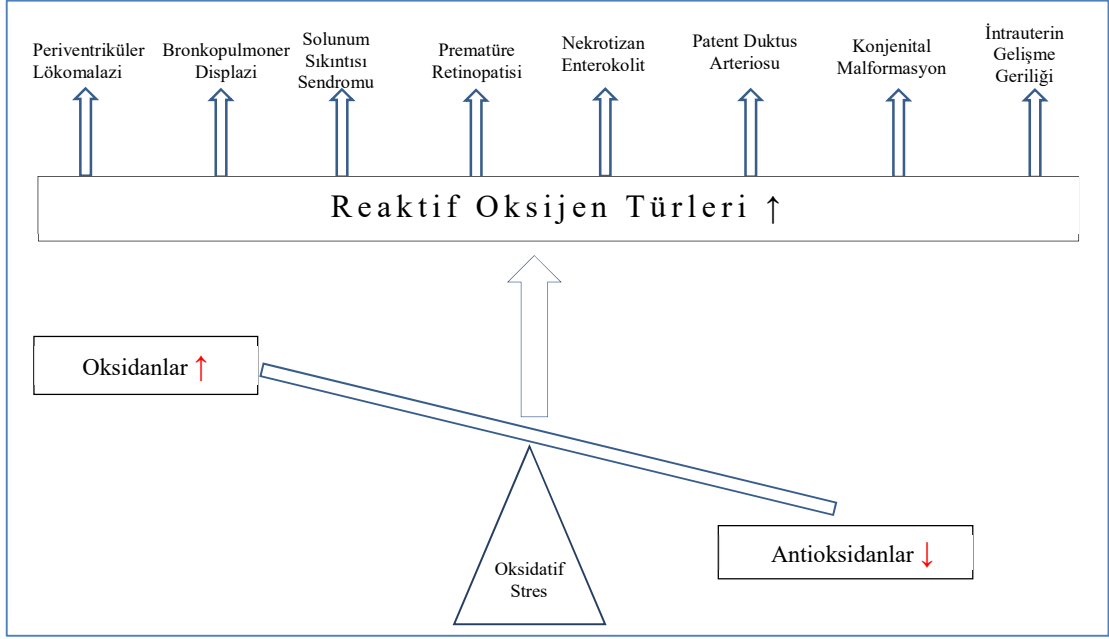 Periventriküler
Lökomalazi
Bronkopulmoner
Displazi
Solunum
Sıkıntısı
Sendromu
Prematüre
Retinopatisi
Nekrotizan
Enterokolit
Patent Duktus
Arteriosu
Konjenital
Malformasyon
İntrauterin
Gelişme
Geriliği
Reaktif Oksijen Türleri ↑
Oksidanlar ↑
Antioksidanlar ↓
Oksidatif
Stres